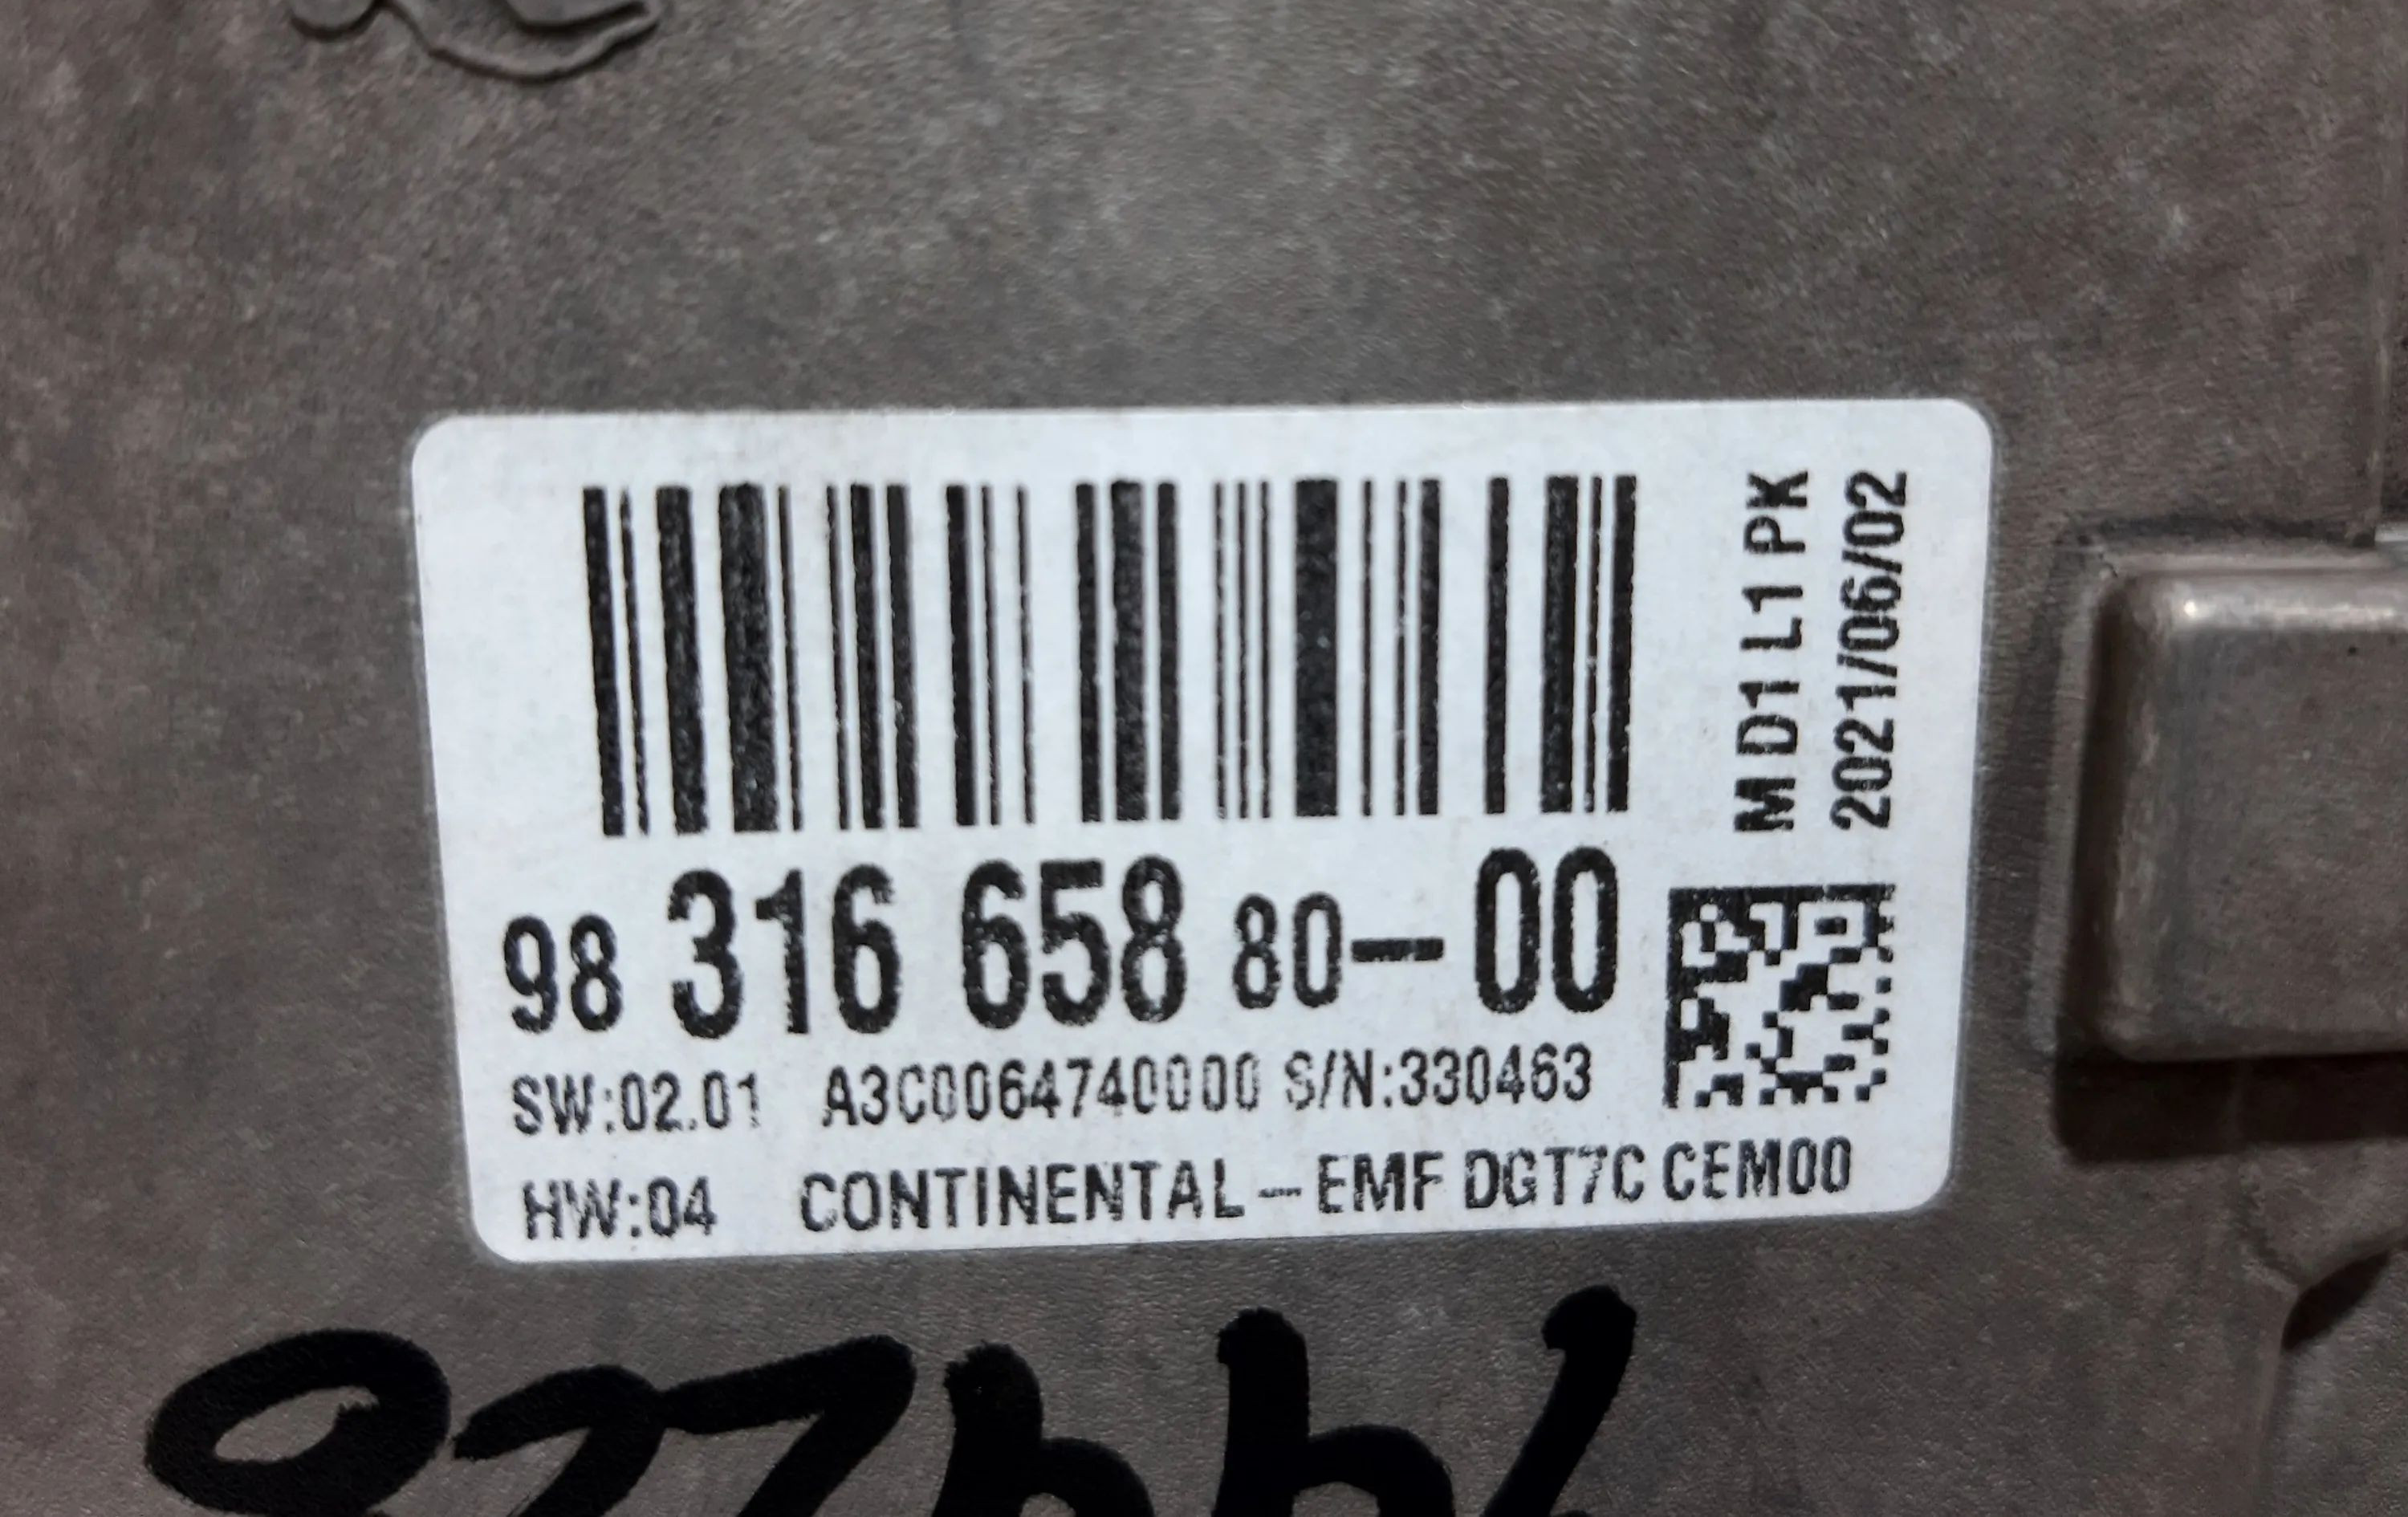 98 316 658 80-00
MD1 L1 PK
2021/06/02
SW:02.01 A3C0064740000 S/N:330463
HW:04 CONTINENTAL-EMF DGT7C CEM00